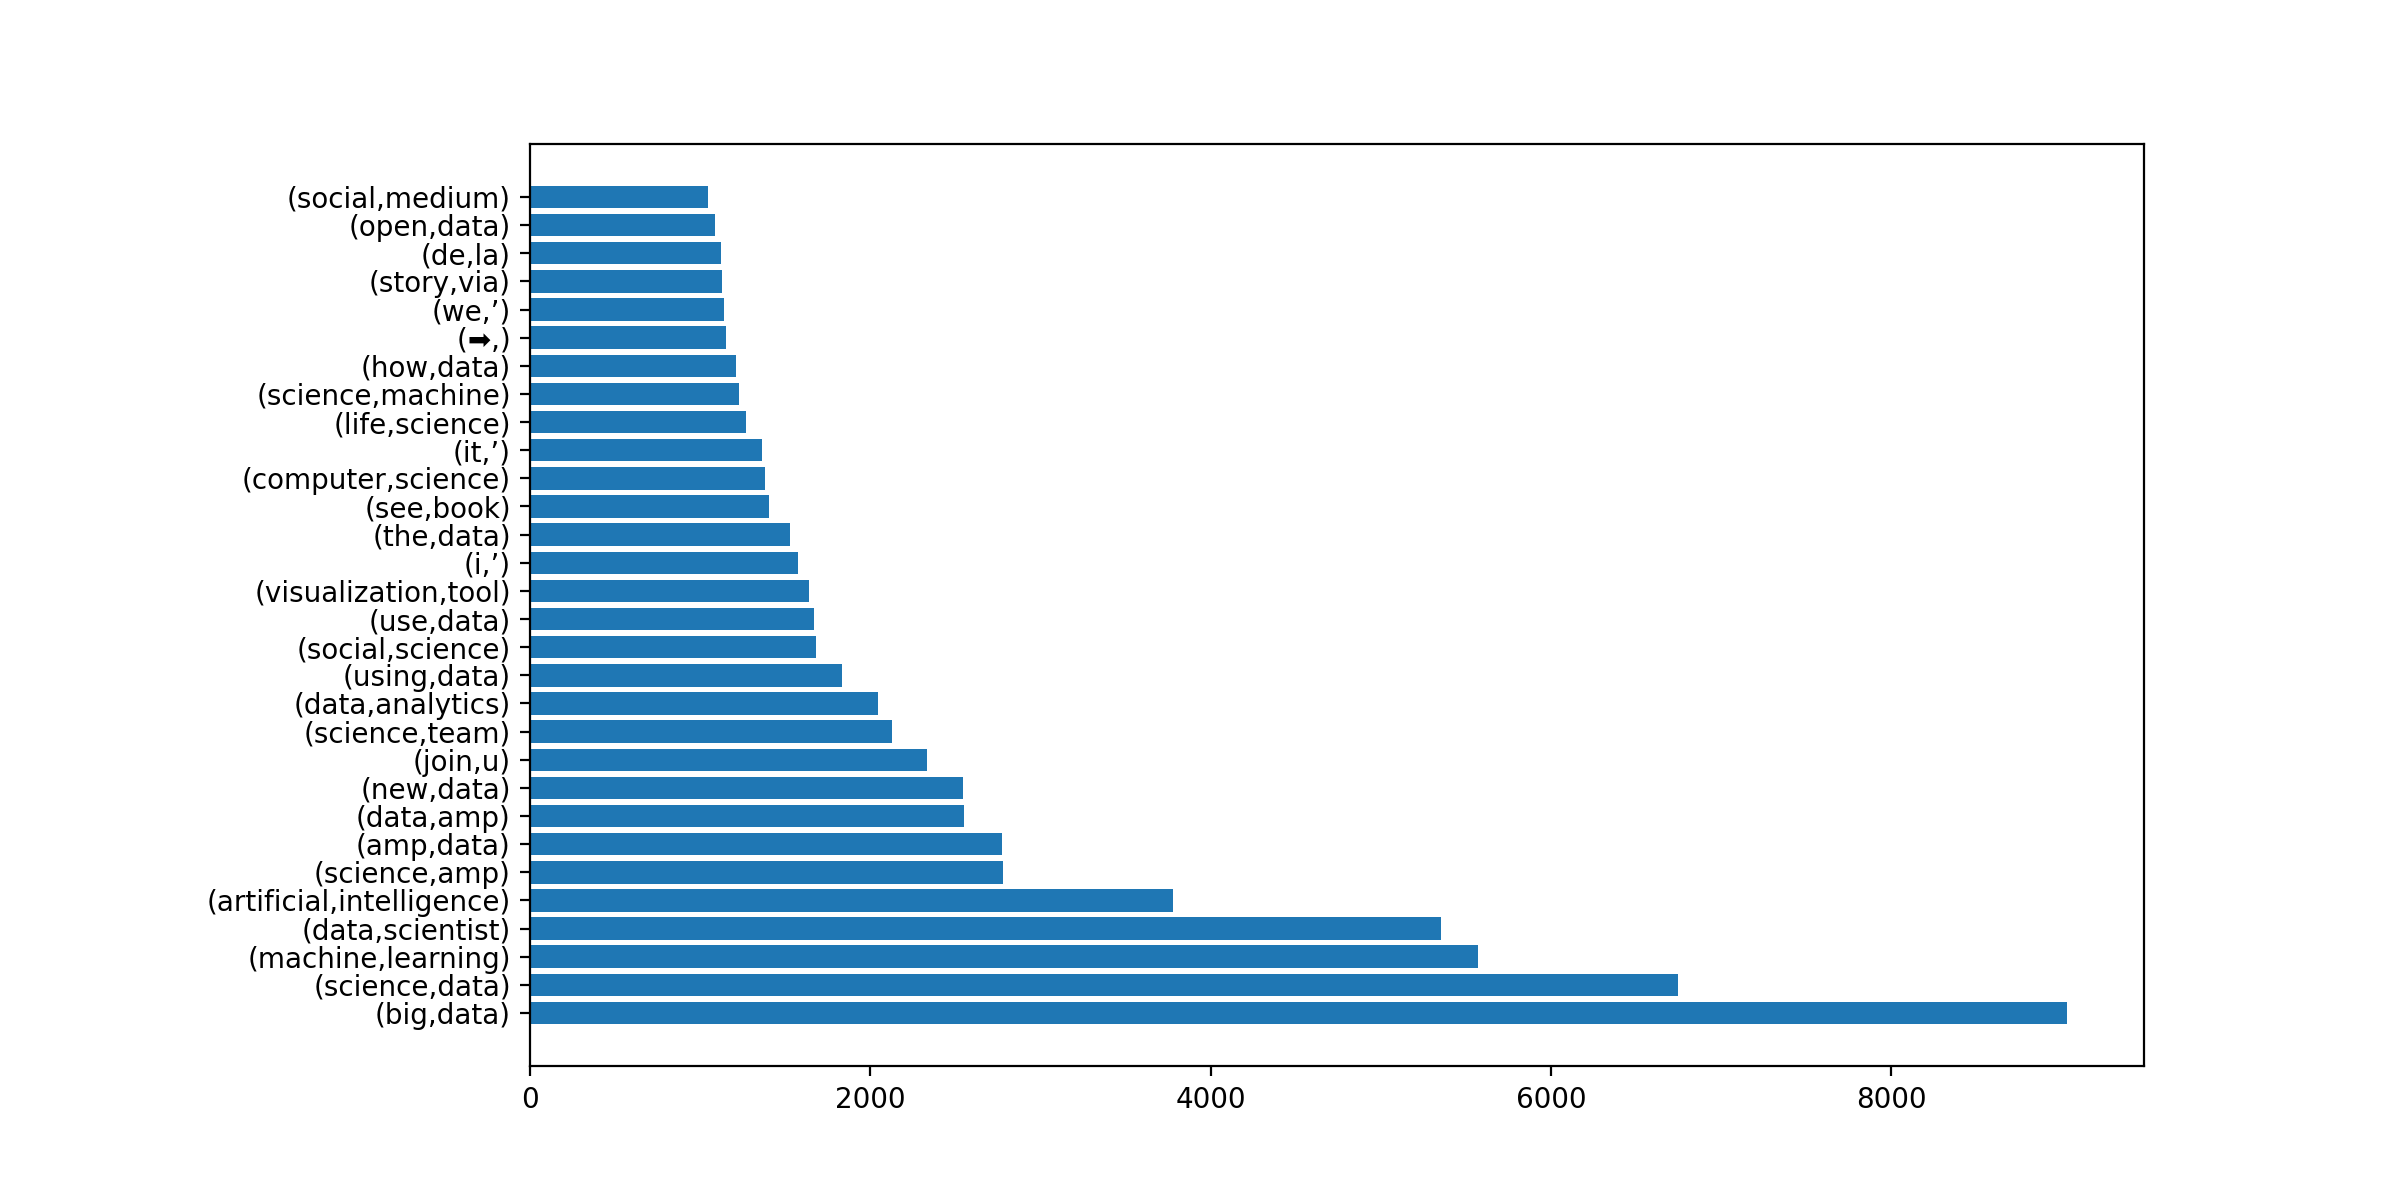 (social,medium)
(open,data)
(de,la)
(story,via)
(we,’)
(➡,)
(how,data)
(science,machine)
(life,science)
(it,’)
(computer,science)
(see,book)
(the,data)
(i,’)
(visualization,tool)
(use,data)
(social,science)
(using,data)
(data,analytics)
(science,team)
(join,u)
(new,data)
(data,amp)
(amp,data)
(science,amp)
(artificial,intelligence)
(data,scientist)
(machine,learning)
(science,data)
(big,data)
0 2000 4000 6000 8000